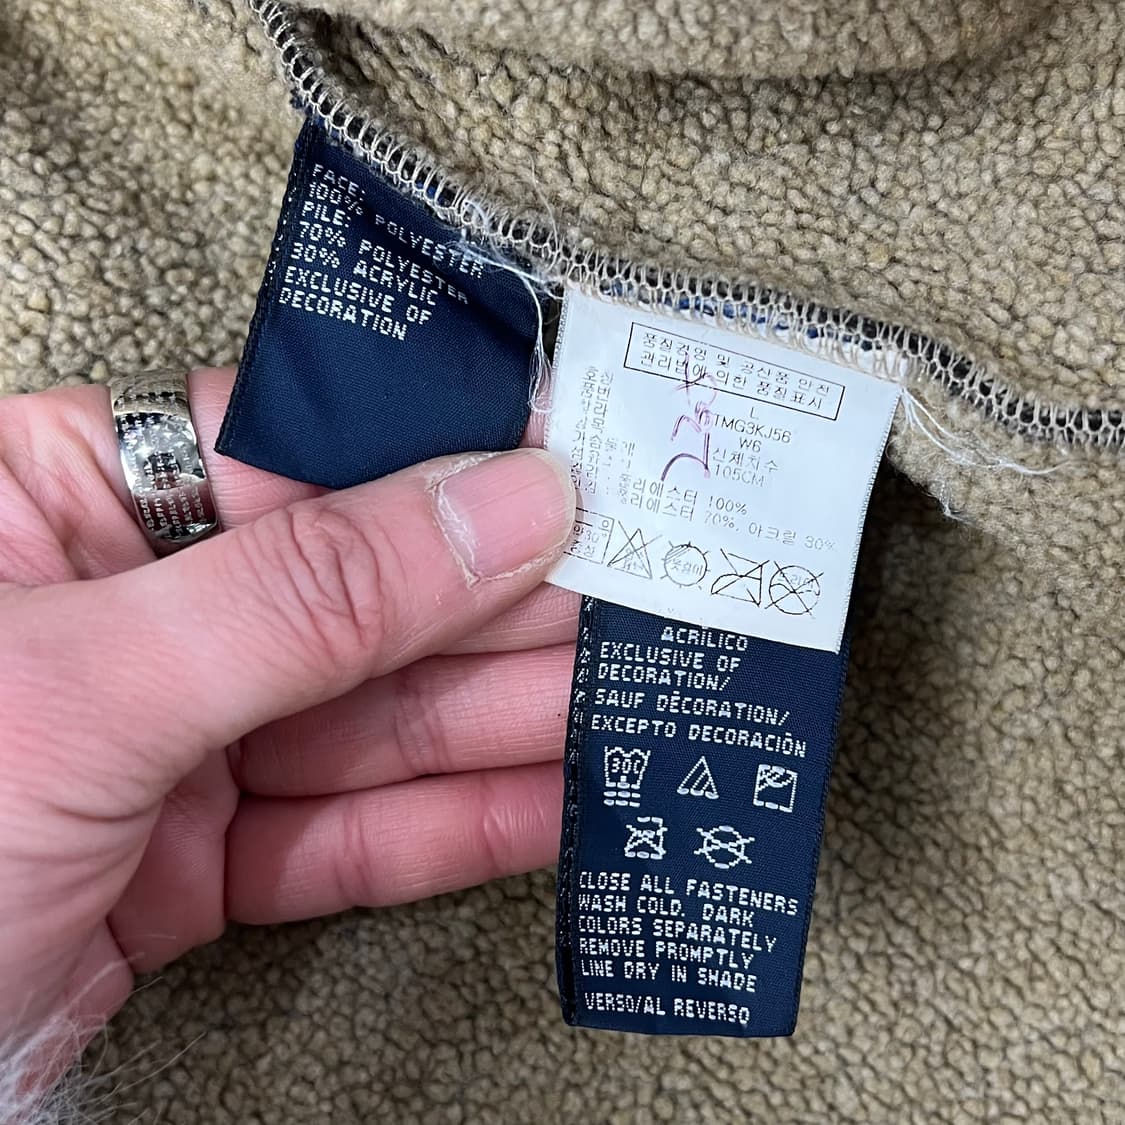 FACE:
100% POLYESTER
PILE:
70% POLYESTER
30% ACRYLIC
EXCLUSIVE OF
DECORATION
품질경영 및 공산품 안전
관리법에 의한 품질표시
L
TMG3KJ56
W6
신체치수
105CM
리에스터 100%
리에스터 70%, 아크릴 30%
ACRÍLICO
EXCLUSIVE OF
DECORATION/
SAUF DÉCORATION/
EXCEPTO DECORACIÓN
30C
CLOSE ALL FASTENERS
WASH COLD. DARK
COLORS SEPARATELY
REMOVE PROMPTLY
LINE DRY IN SHADE
VERSO/AL REVERSO